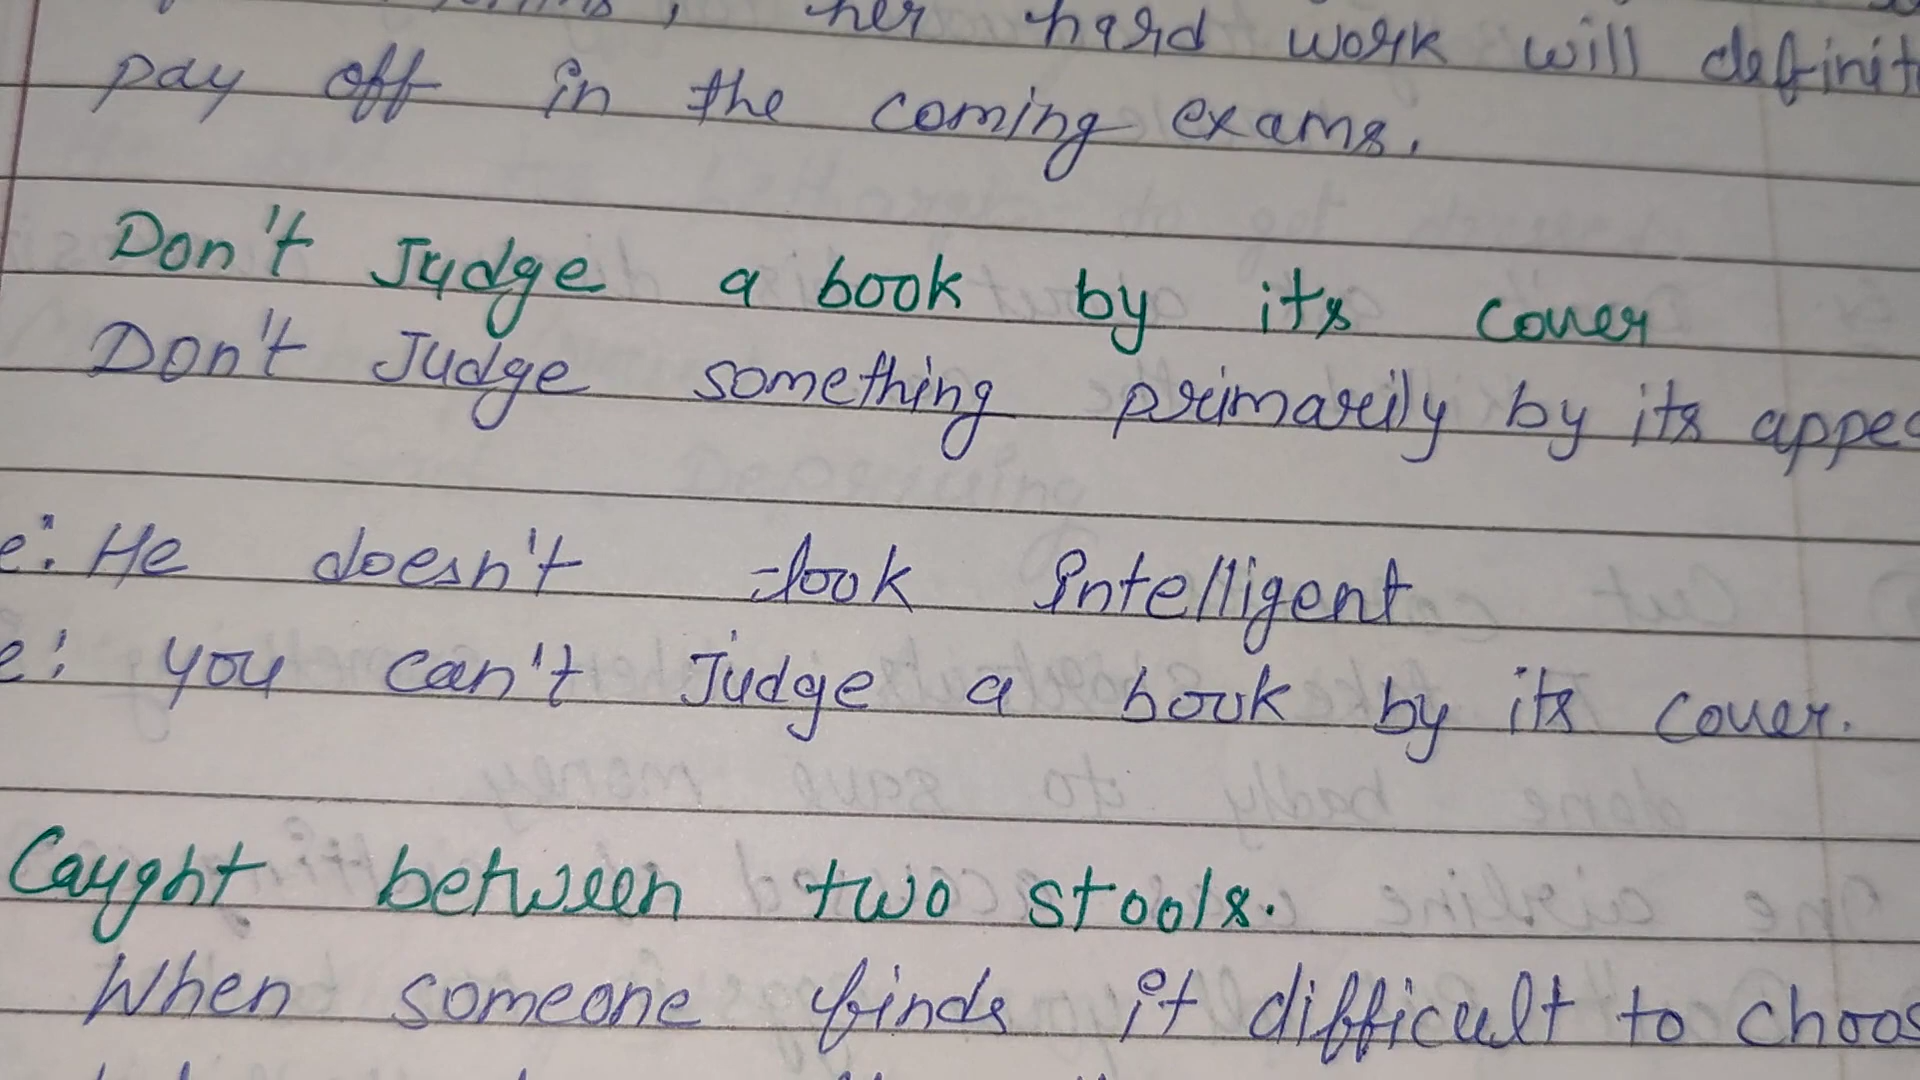 her hard work will definit
pay off in the coming exams.
Don't Judge a book by its cover
Don't Judge something primarily by its appea
e: He doesn't look Intelligent
e: you can't Judge a book by its cover.
Caught between two stools.
When someone finds it difficult to choos